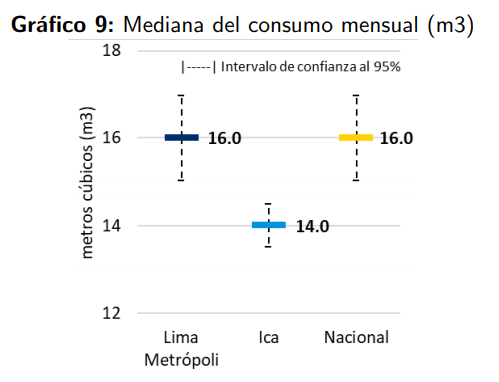 Gráfico 9: Mediana del consumo mensual (m3)
18
|-----| Intervalo de confianza al 95%
metros cúbicos (m3)
16
16.0
16.0
14
14.0
12
Lima Metrópoli
Ica
Nacional